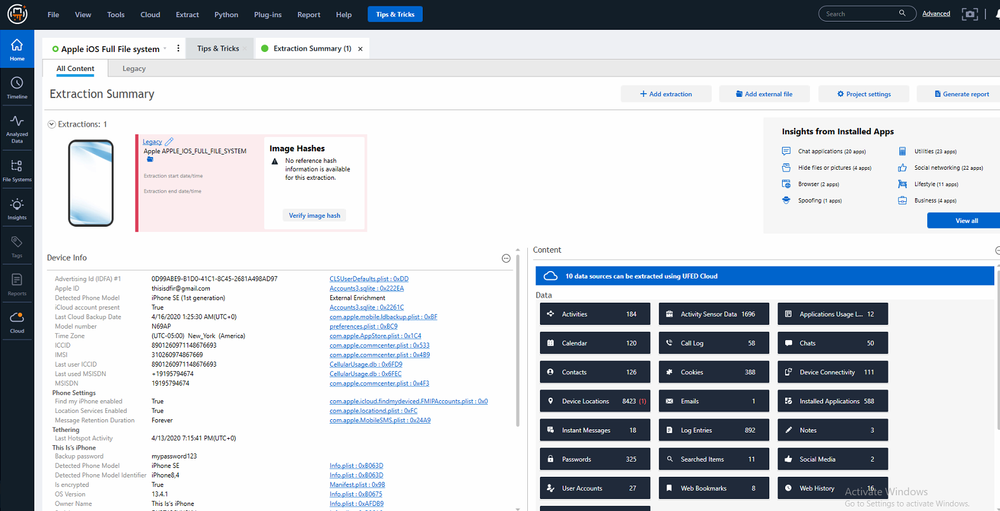 File View Tools Cloud Extract Python Plug-ins Report Help Tips & Tricks Search Advanced
Apple iOS Full File system Tips & Tricks Extraction Summary (1)
All Content Legacy
Home
Timeline
Analyzed Data
File Systems
Insights
Tags
Reports
Cloud
Extraction Summary
Add extraction Add external file Project settings Generate report
Extractions: 1
Legacy
Apple APPLE_IOS_FULL_FILE_SYSTEM
Extraction start date/time
Extraction end date/time
Image Hashes
No reference hash
information is available
for this extraction.
Verify image hash
Insights from Installed Apps
Chat applications (20 apps) Utilities (23 apps)
Hide files or pictures (4 apps) Social networking (22 apps)
Browser (2 apps) Lifestyle (11 apps)
Spoofing (1 apps) Business (4 apps)
View all
Device Info
Advertising Id (IDFA) #1 0D99ABE9-B1D0-41C1-8C45-2681A498AD97 CLSUserDefaults.plist : 0xDD
Apple ID thisisdfir@gmail.com Accounts3.sqlite : 0x222EA
Detected Phone Model iPhone SE (1st generation) External Enrichment
iCloud account present True Accounts3.sqlite : 0x2261C
Last Cloud Backup Date 4/16/2020 1:25:30 AM(UTC+0) com.apple.mobile.ldbackup.plist : 0xBF
Model number N69AP preferences.plist : 0xBC9
Time Zone (UTC-05:00) New_York (America) com.apple.AppStore.plist : 0x1C4
ICCID 8901260971148676693 com.apple.commcenter.plist : 0x533
IMSI 310260974867669 com.apple.commcenter.plist : 0x4B9
Last user ICCID 8901260971148676693 CellularUsage.db : 0x6FD9
Last used MSISDN +19195794674 CellularUsage.db : 0x6FEC
MSISDN 19195794674 com.apple.commcenter.plist : 0x4F3
Phone Settings
Find my iPhone enabled True com.apple.icloud.findmydeviced.FMIPAccounts.plist : 0x0
Location Services Enabled True com.apple.locationd.plist : 0xFC
Message Retention Duration Forever com.apple.MobileSMS.plist : 0x24A9
Tethering
Last Hotspot Activity 4/13/2020 7:15:41 PM(UTC+0)
This Is's iPhone
Backup password mypassword123
Detected Phone Model iPhone SE Info.plist : 0xB063D
Detected Phone Model Identifier iPhone8,4 Info.plist : 0xB063D
Is encrypted True Manifest.plist : 0x9B
OS Version 13.4.1 Info.plist : 0xB0675
Owner Name This Is's iPhone Info.plist : 0xAFDB9
Content
10 data sources can be extracted using UFED Cloud
Data
Activities 184 Activity Sensor Data 1696 Applications Usage L... 12
Calendar 120 Call Log 58 Chats 50
Contacts 126 Cookies 388 Device Connectivity 111
Device Locations 8423 (1) Emails 1 Installed Applications 588
Instant Messages 18 Log Entries 892 Notes 3
Passwords 325 Searched Items 11 Social Media 2
User Accounts 27 Web Bookmarks 8 Web History 16
Activate Windows
Go to Settings to activate Windows.